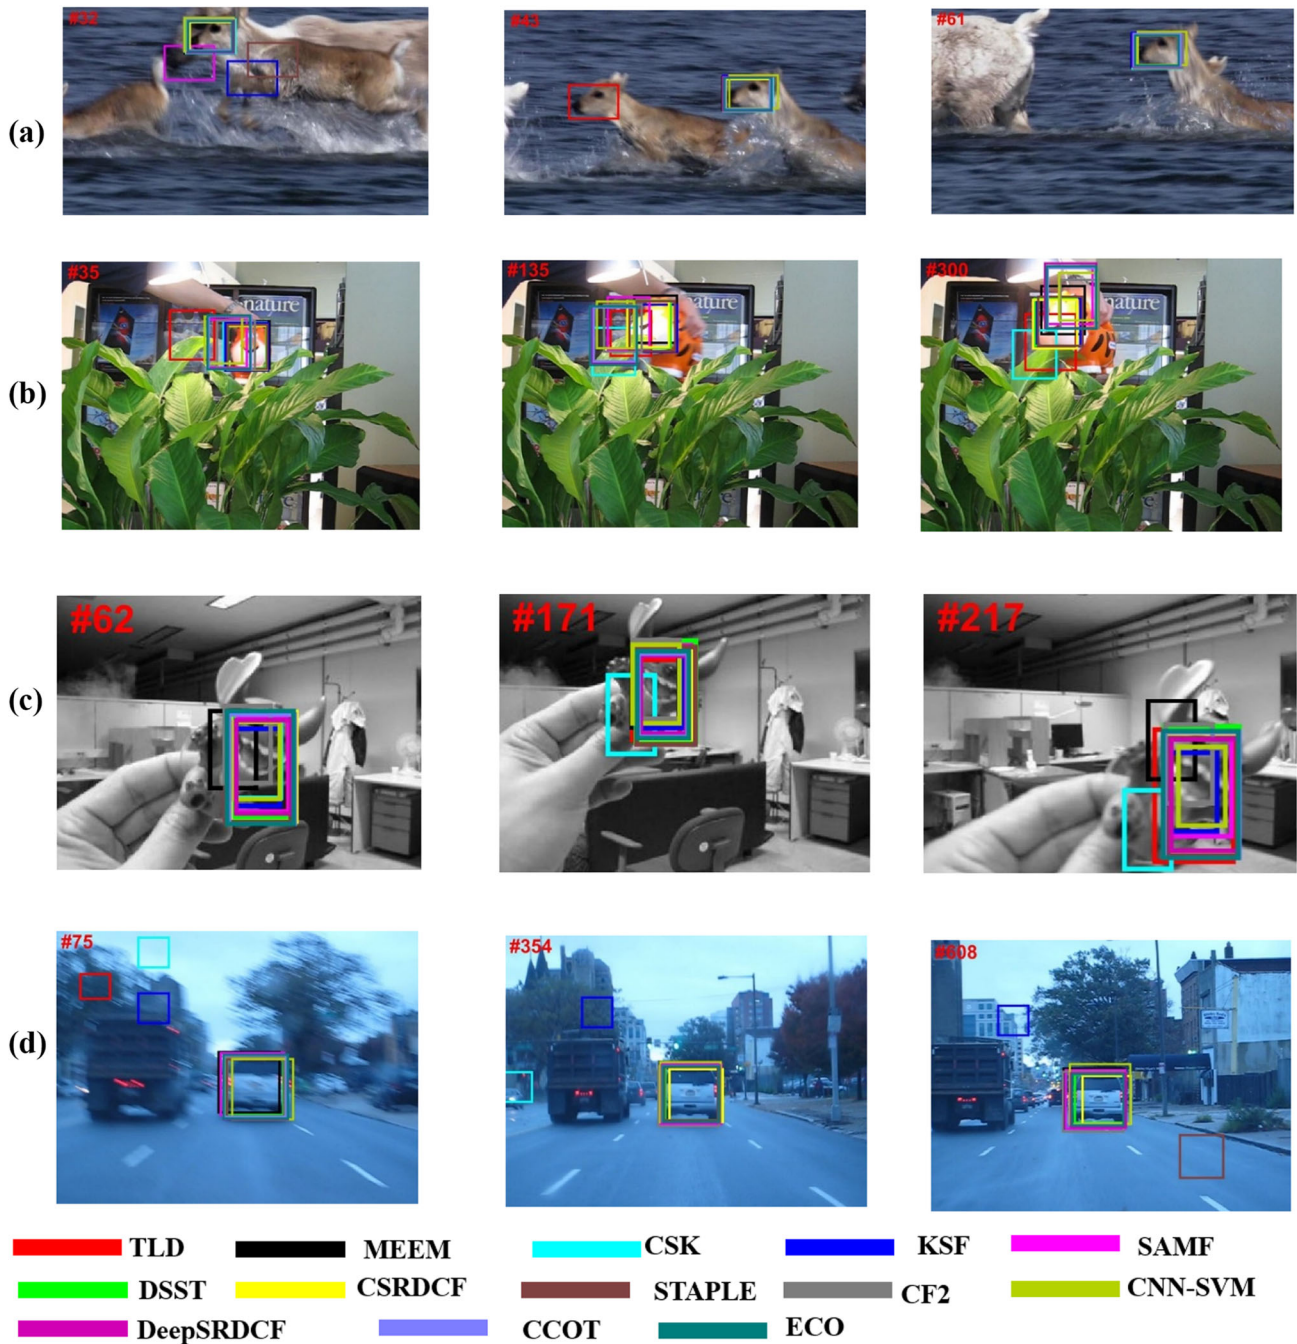 (a)
#32
#43
#61
(b)
#35
#135
#300
nature
nature
nature
(c)
#62
#171
#217
(d)
#75
#354
#608
TLD
MEEM
CSK
KSF
SAMF
DSST
CSRDCF
STAPLE
CF2
CNN-SVM
DeepSRDCF
CCOT
ECO